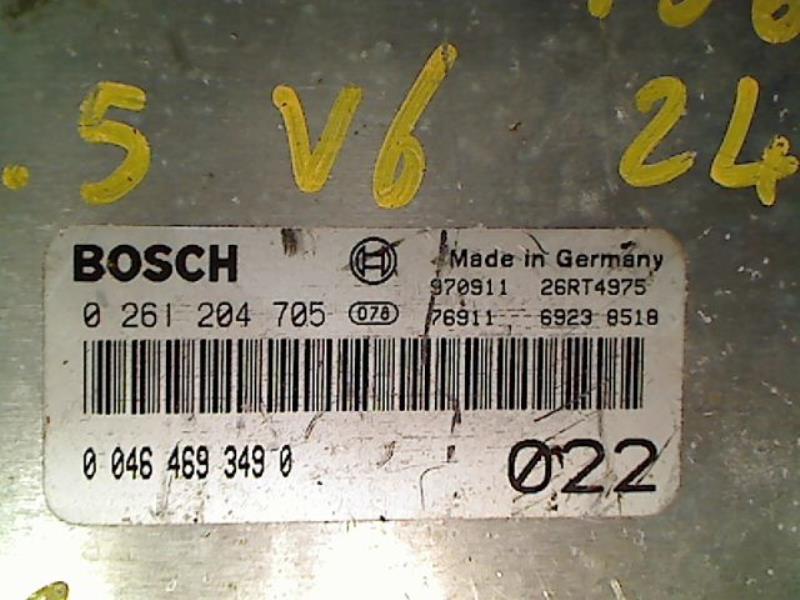 .5 V6 24
BOSCH Made in Germany
970911 26RT4975
0 261 204 705 078 76911 6923 8518
0 046 469 349 0 022